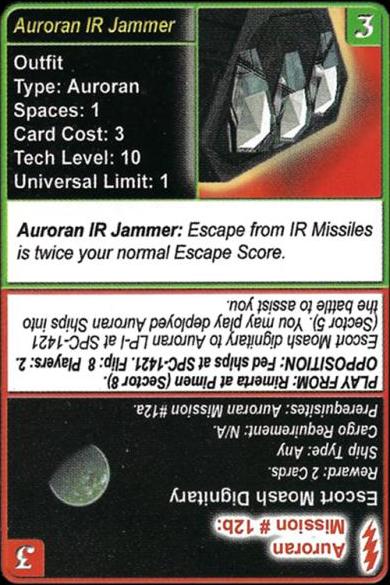 Auroran IR Jammer
3
Outfit
Type: Auroran
Spaces: 1
Card Cost: 3
Tech Level: 10
Universal Limit: 1
Auroran IR Jammer: Escape from IR Missiles
is twice your normal Escape Score.
Auroran
Mission # 12b:
3
Escort Moash Dignitary
Reward: 2 Cards.
Ship Type: Any
Cargo Requirement: N/A.
Prerequisites: Auroran Mission #12a.
PLAY FROM: Rimerta at Pimen (Sector 8).
OPPOSITION: Fed ships at SPC-1421. Flip: 8 Players: 2.
Escort Moash dignitary to Auroran LP-I at SPC-1421
(Sector 5). You may play deployed Auroran Ships into
the battle to assist you.